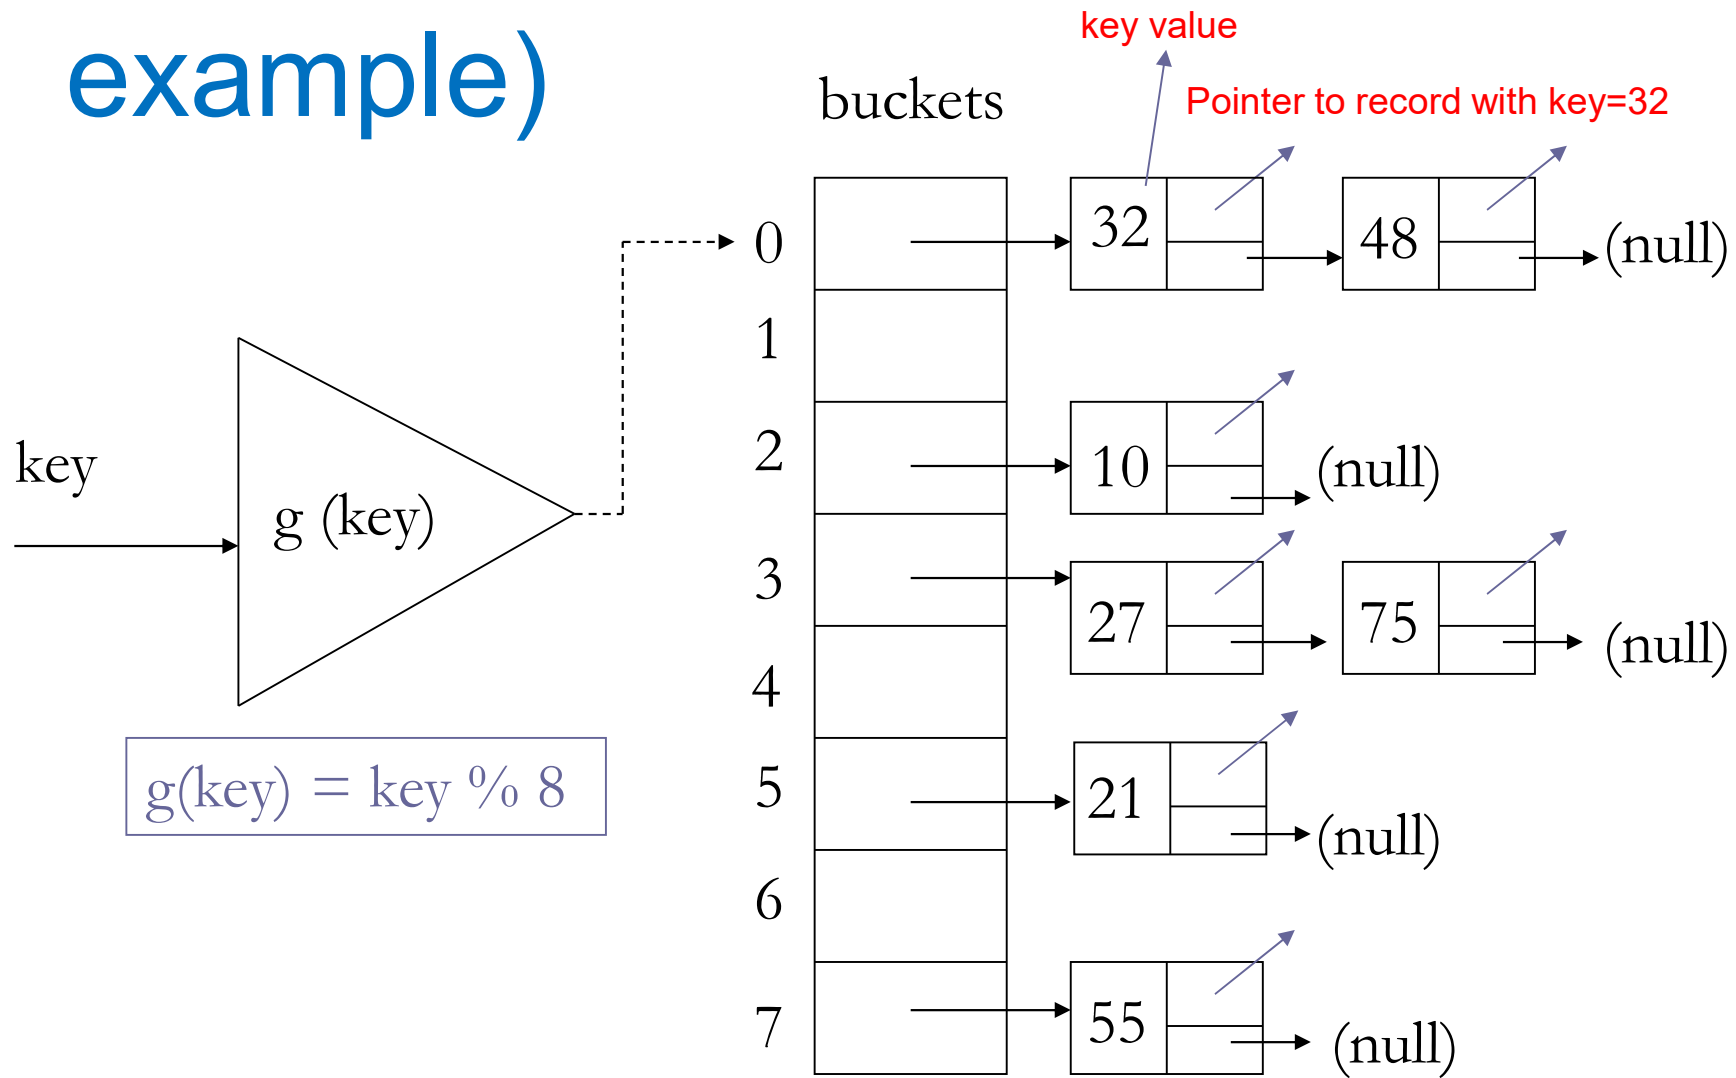 example)
key value
buckets
Pointer to record with key=32
0
32
48
(null)
1
2
10
(null)
key
g (key)
3
27
75
(null)
4
g(key) = key % 8
5
21
(null)
6
7
55
(null)